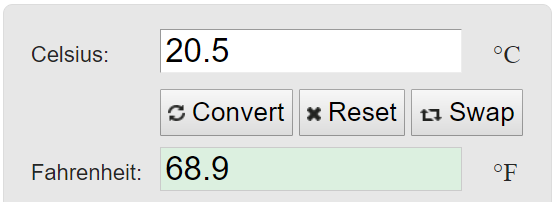 Celsius: 20.5 °C
Convert Reset Swap
Fahrenheit: 68.9 °F